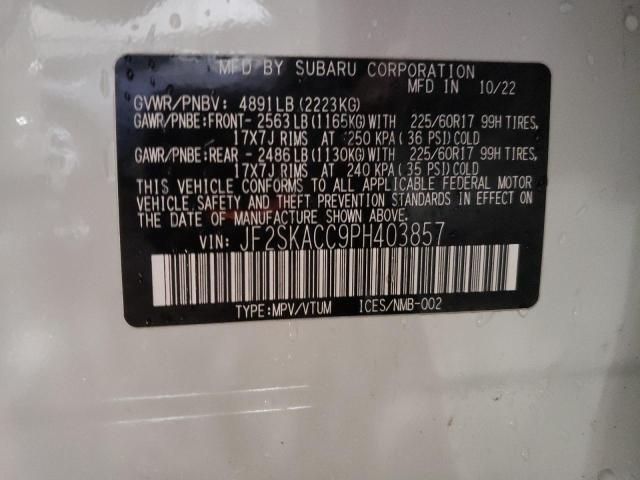 MFD BY SUBARU CORPORATION
MFD IN 10/22
GVWR/PNBV: 4891LB(2223KG)
GAWR/PNBE:FRONT- 2563LB(1165KG)WITH 225/60R17 99H TIRES,
17X7J RIMS AT 250 KPA(36 PSI)COLD
GAWR/PNBE:REAR - 2486LB(1130KG)WITH 225/60R17 99H TIRES,
17X7J RIMS AT 240 KPA(35 PSI)COLD
THIS VEHICLE CONFORMS TO ALL APPLICABLE FEDERAL MOTOR
VEHICLE,SAFETY AND THEFT PREVENTION STANDARDS IN EFFECT ON
THE DATE OF MANUFACTURE SHOWN ABOVE.
VIN: JF2SKACC9PH403857
TYPE:MPV/VTUM ICES/NMB-002